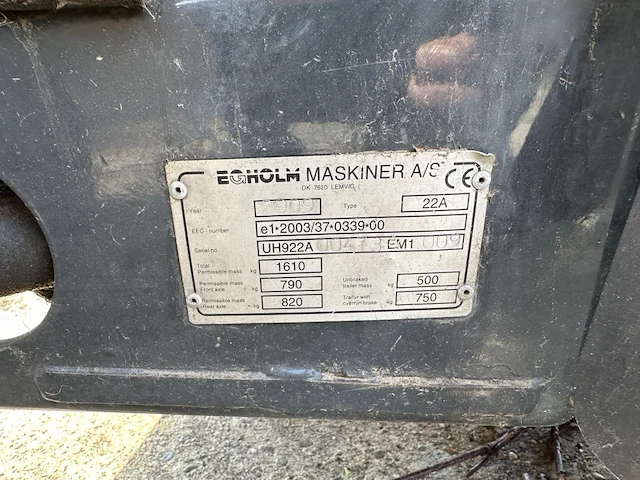 EGHOLM MASKINER A/S CE
DK 7620 LEMVIG
Year 2009 Type 22A
EEC - number e1*2003/37*0339*00
Serial no. UH922A EM1 009
Total Permissible mass kg 1610
Permissible mass Front axle kg 790 Unbraked trailer mass kg 500
Permissible mass Rear axle kg 820 Trailer with overrun brake kg 750